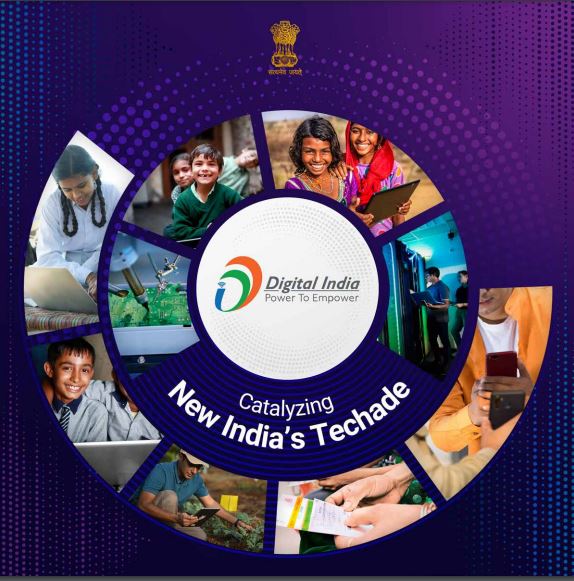 सत्यमेव जयते
Digital India
Power To Empower
Catalyzing
New India's Techade